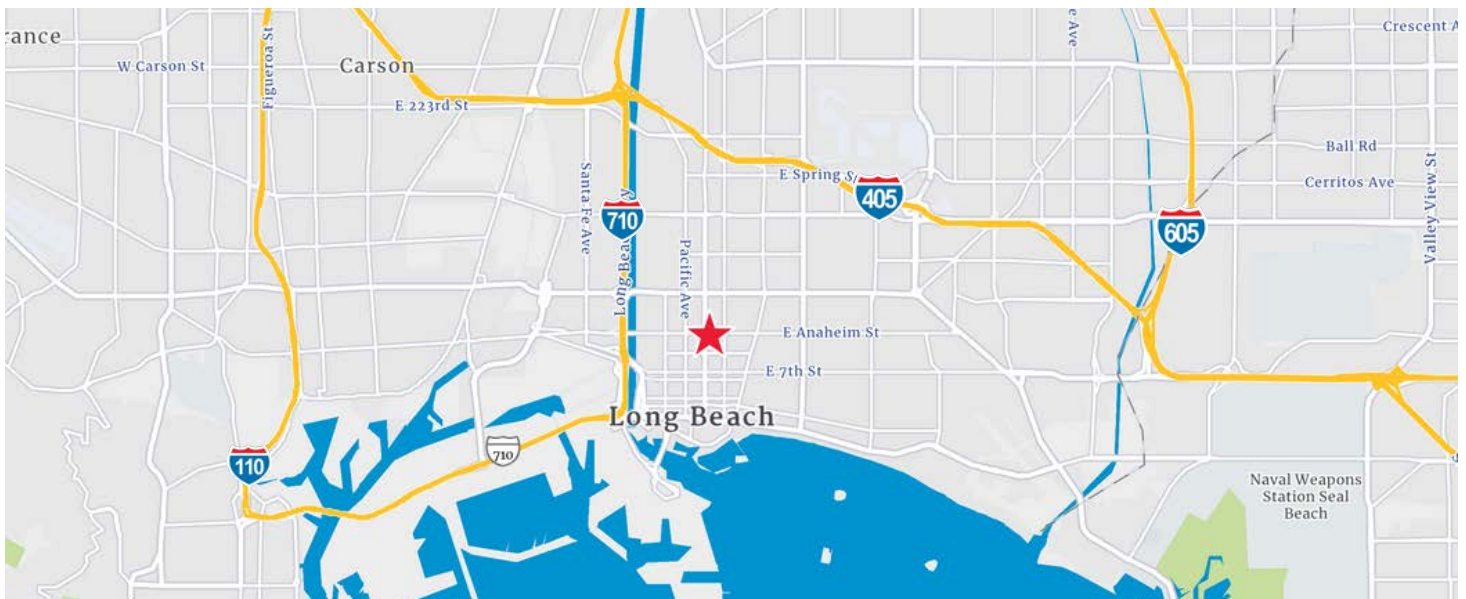 rance
W Carson St
Carson
Figueroa St
E 223rd St
e Ave
Crescent A
Ball Rd
Cerritos Ave
Valley View St
E Spring S
405
605
710
Santa Fe Ave
Long Bea
y
Pacific Ave
E Anaheim St
E 7th St
Long Beach
110
710
Naval Weapons
Station Seal
Beach